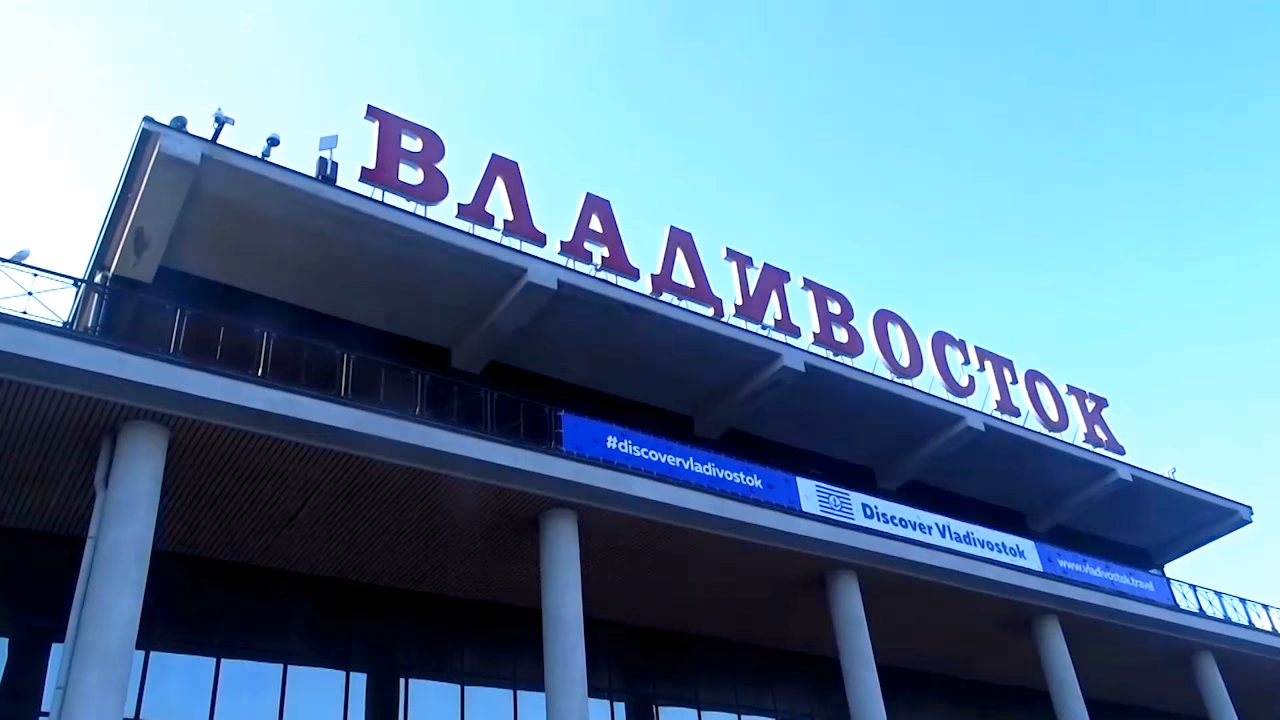 ВЛАДИВОСТОК
#discovervladivostok
Discover Vladivostok
www.vladivostok.travel